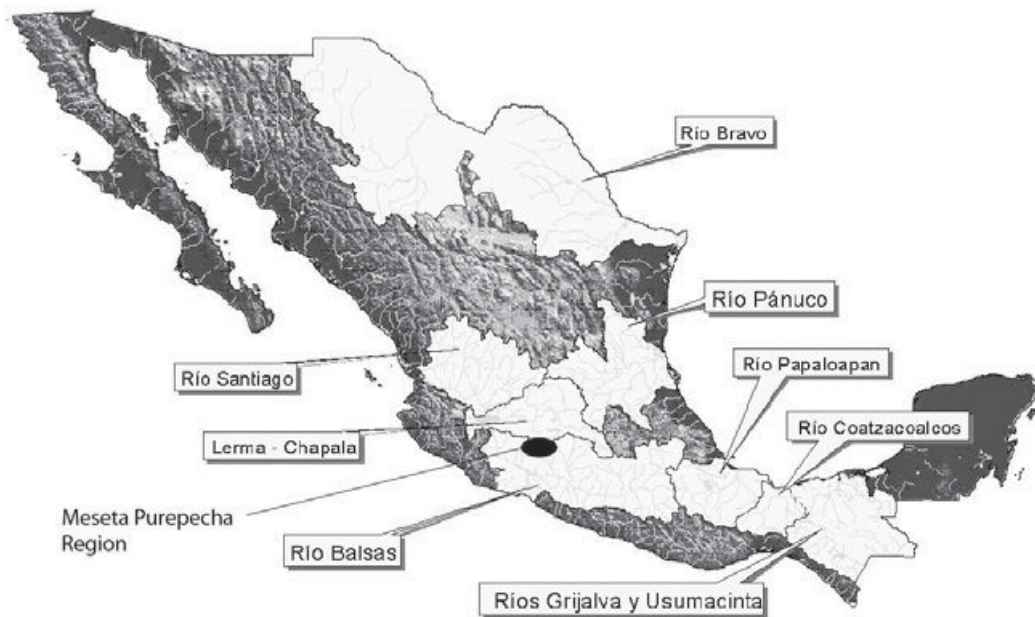 Río Bravo
Río Pánuco
Río Papaloapan
Río Santiago
Río Coatzacoalcos
Lerma - Chapala
Meseta Purepecha
Region
Río Balsas
Ríos Grijalva y Usumacinta